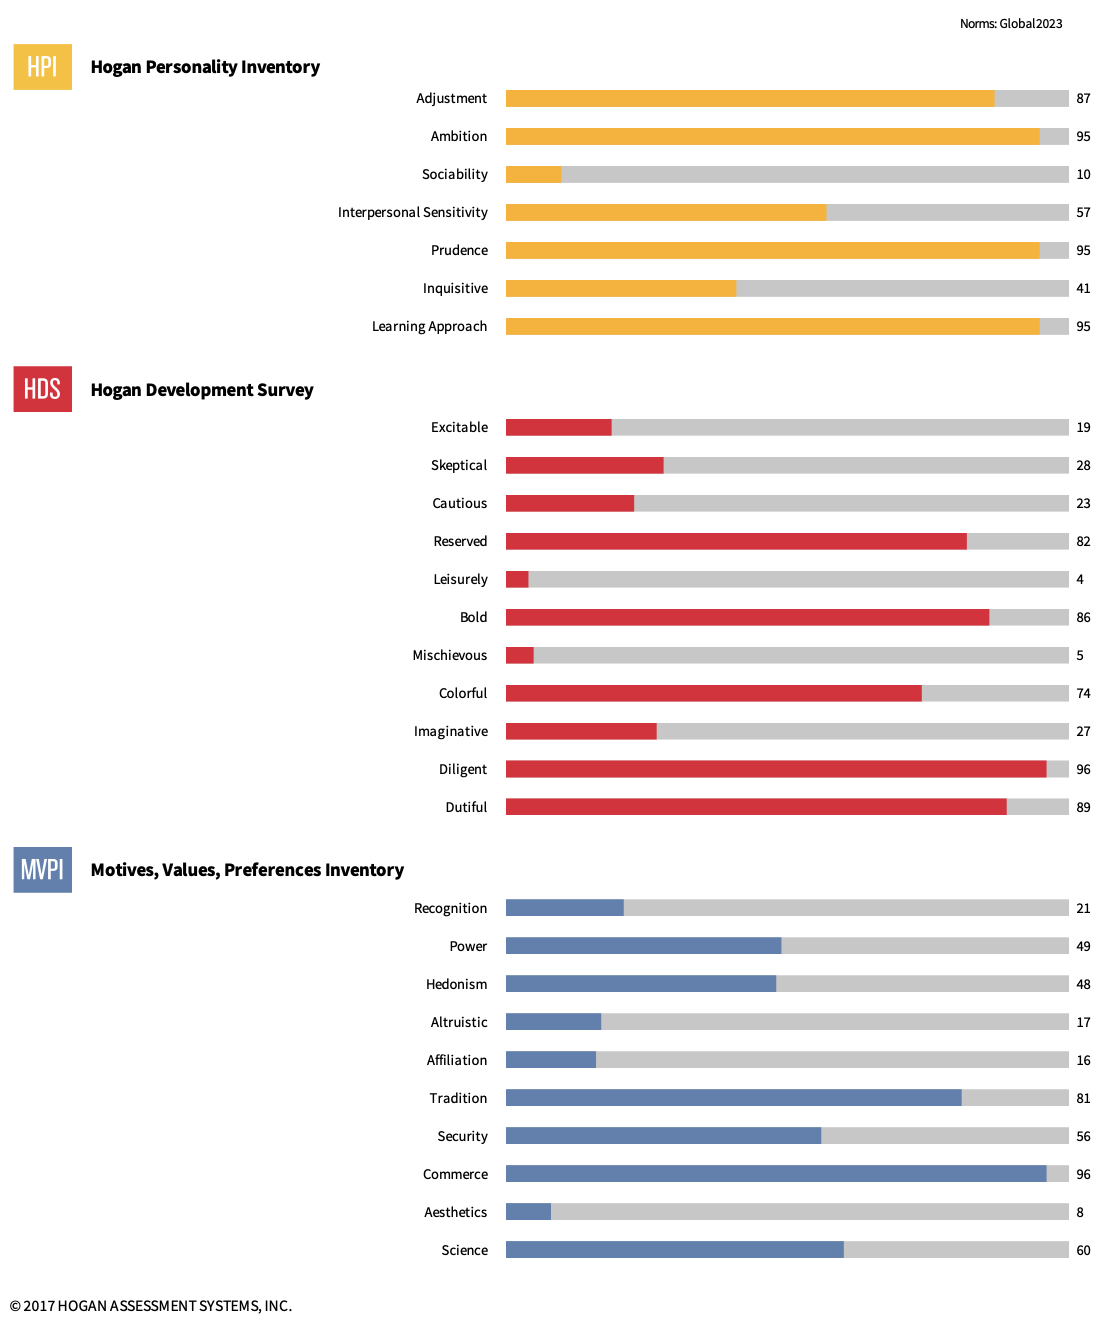 Norms: Global2023
HPI Hogan Personality Inventory
Adjustment 87
Ambition 95
Sociability 10
Interpersonal Sensitivity 57
Prudence 95
Inquisitive 41
Learning Approach 95
HDS Hogan Development Survey
Excitable 19
Skeptical 28
Cautious 23
Reserved 82
Leisurely 4
Bold 86
Mischievous 5
Colorful 74
Imaginative 27
Diligent 96
Dutiful 89
MVPI Motives, Values, Preferences Inventory
Recognition 21
Power 49
Hedonism 48
Altruistic 17
Affiliation 16
Tradition 81
Security 56
Commerce 96
Aesthetics 8
Science 60
© 2017 HOGAN ASSESSMENT SYSTEMS, INC.